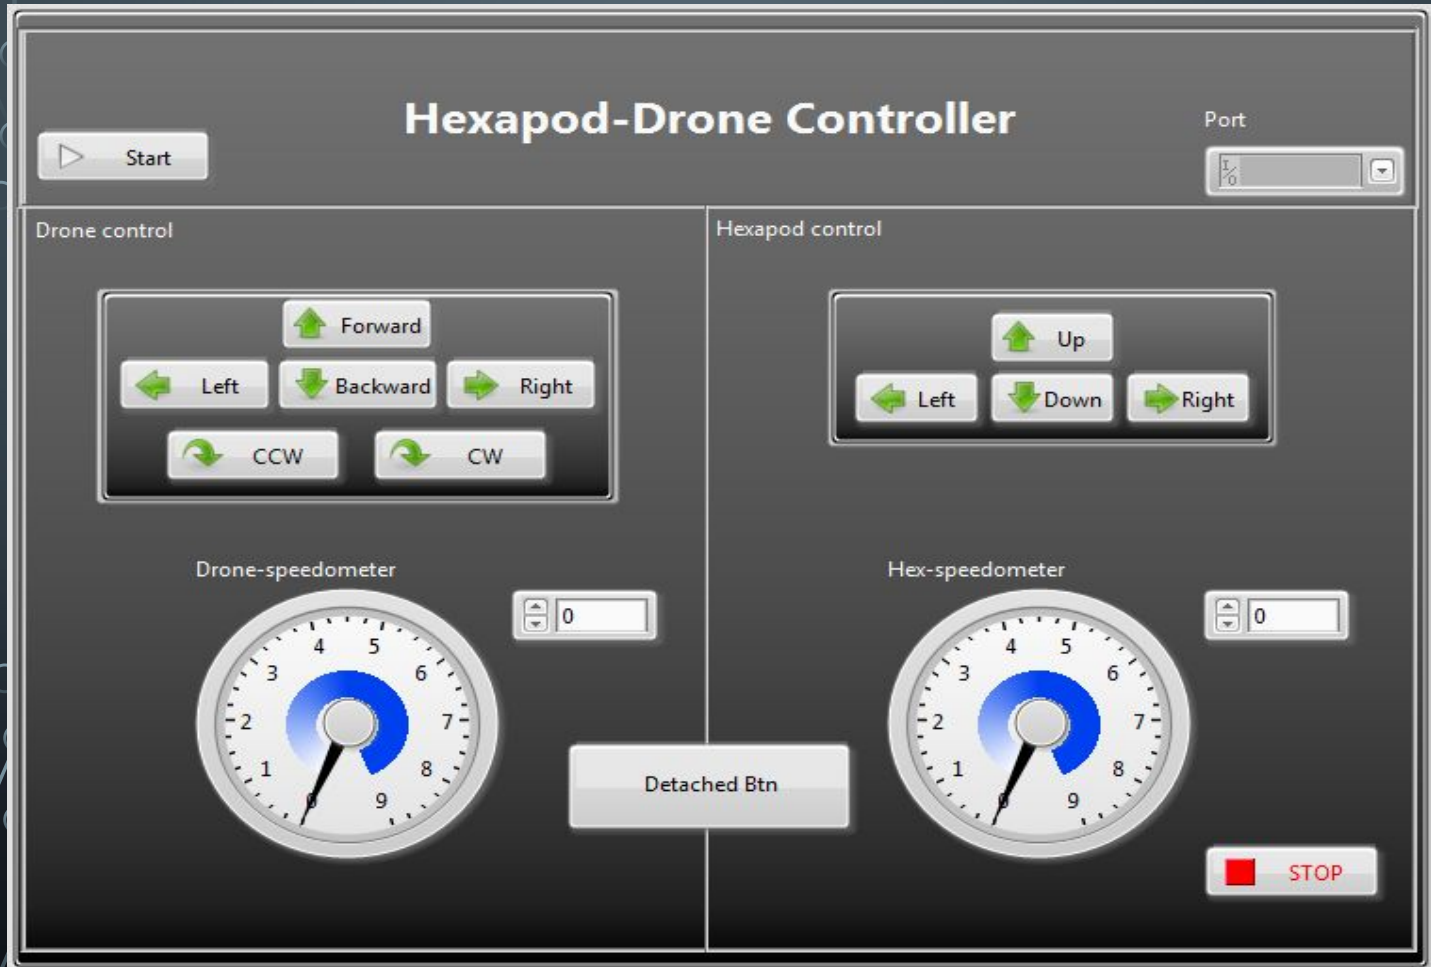 Hexapod-Drone Controller
Start
Port
I/O
Drone control
Forward
Left
Backward
Right
CCW
CW
Drone-speedometer
0
0
1
2
3
4
5
6
7
8
9
Hexapod control
Up
Left
Down
Right
Hex-speedometer
0
0
1
2
3
4
5
6
7
8
9
Detached Btn
STOP